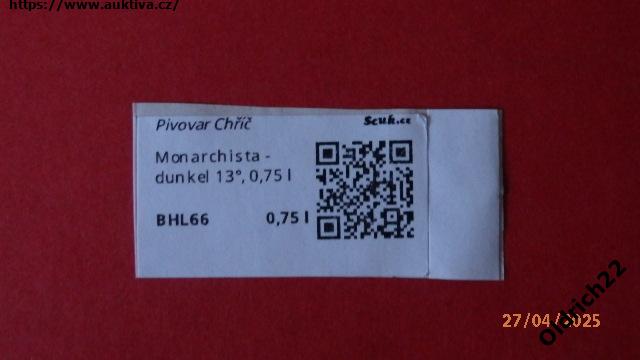 https://www.auktiva.cz/
Pivovar Chříč
Scuk.cz
Monarchista -
dunkel 13°, 0,75 l
BHL66 0,75 l
27/04/2025
Oldrich22